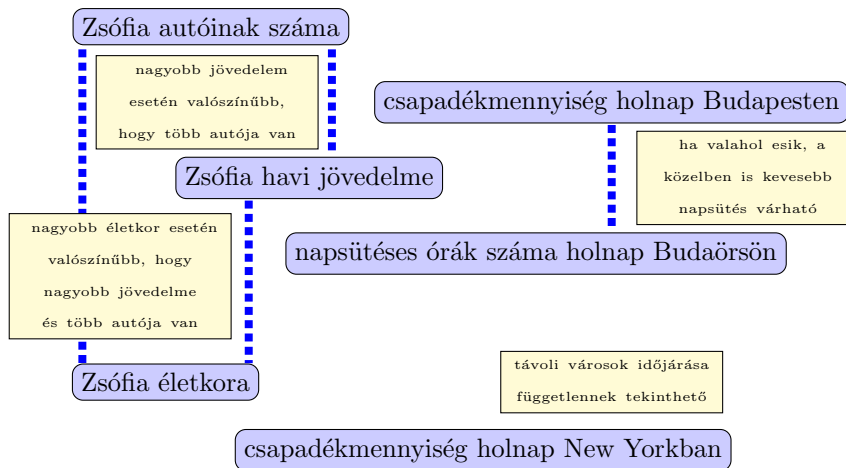 Zsófia autóinak száma
nagyobb jövedelem
esetén valószínűbb,
hogy több autója van
csapadékmennyiség holnap Budapesten
ha valahol esik, a
közelben is kevesebb
napsütés várható
Zsófia havi jövedelme
nagyobb életkor esetén
valószínűbb, hogy
nagyobb jövedelme
és több autója van
napsütéses órák száma holnap Budaörsön
távoli városok időjárása
függetlennek tekinthető
Zsófia életkora
csapadékmennyiség holnap New Yorkban